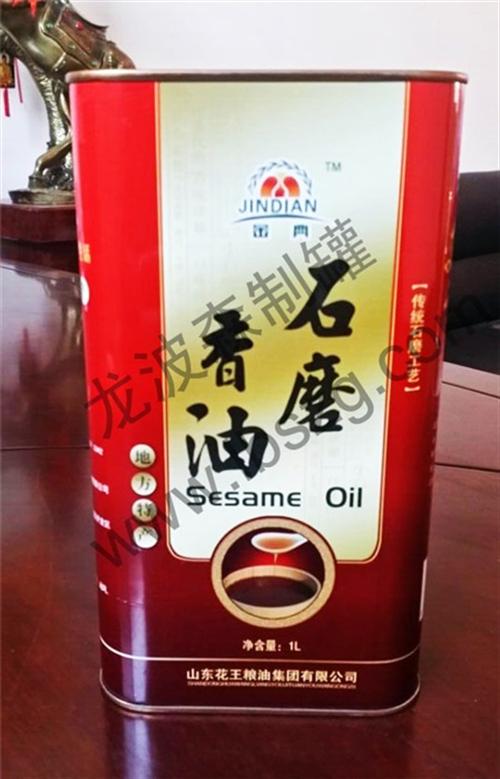 TM
JINDIAN
金典
石磨
香油
Sesame Oil
【传统石磨工艺】
地方特产
净含量：1L
山东花王粮油集团有限公司
龙波森制罐